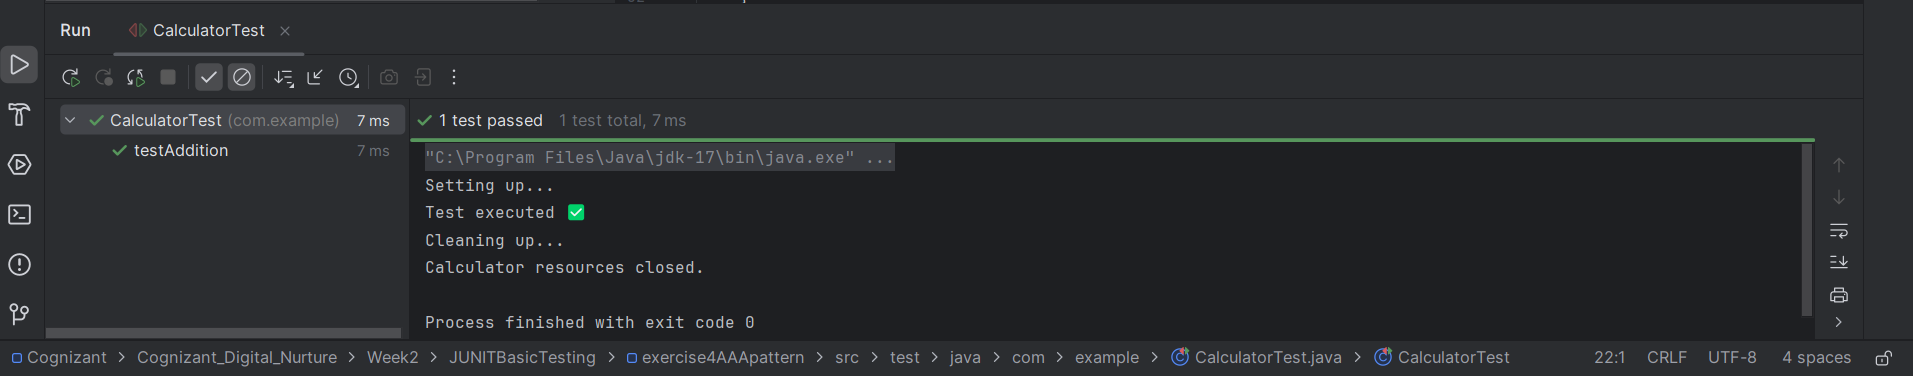 Run CalculatorTest
CalculatorTest (com.example) 7 ms
testAddition 7 ms
1 test passed 1 test total, 7 ms
"C:\Program Files\Java\jdk-17\bin\java.exe" ...
Setting up...
Test executed ✅
Cleaning up...
Calculator resources closed.
Process finished with exit code 0
Cognizant > Cognizant_Digital_Nurture > Week2 > JUNITBasicTesting > exercise4AAApattern > src > test > java > com > example > CalculatorTest.java > CalculatorTest 22:1 CRLF UTF-8 4 spaces